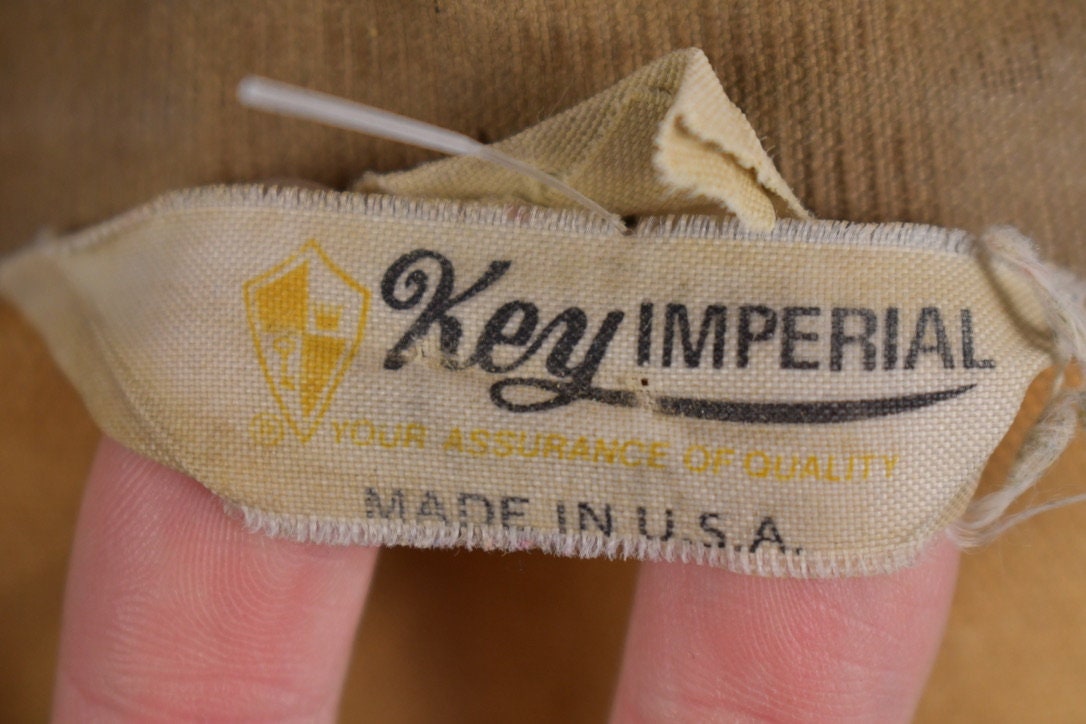 Key IMPERIAL
® YOUR ASSURANCE OF QUALITY
MADE IN U.S.A.